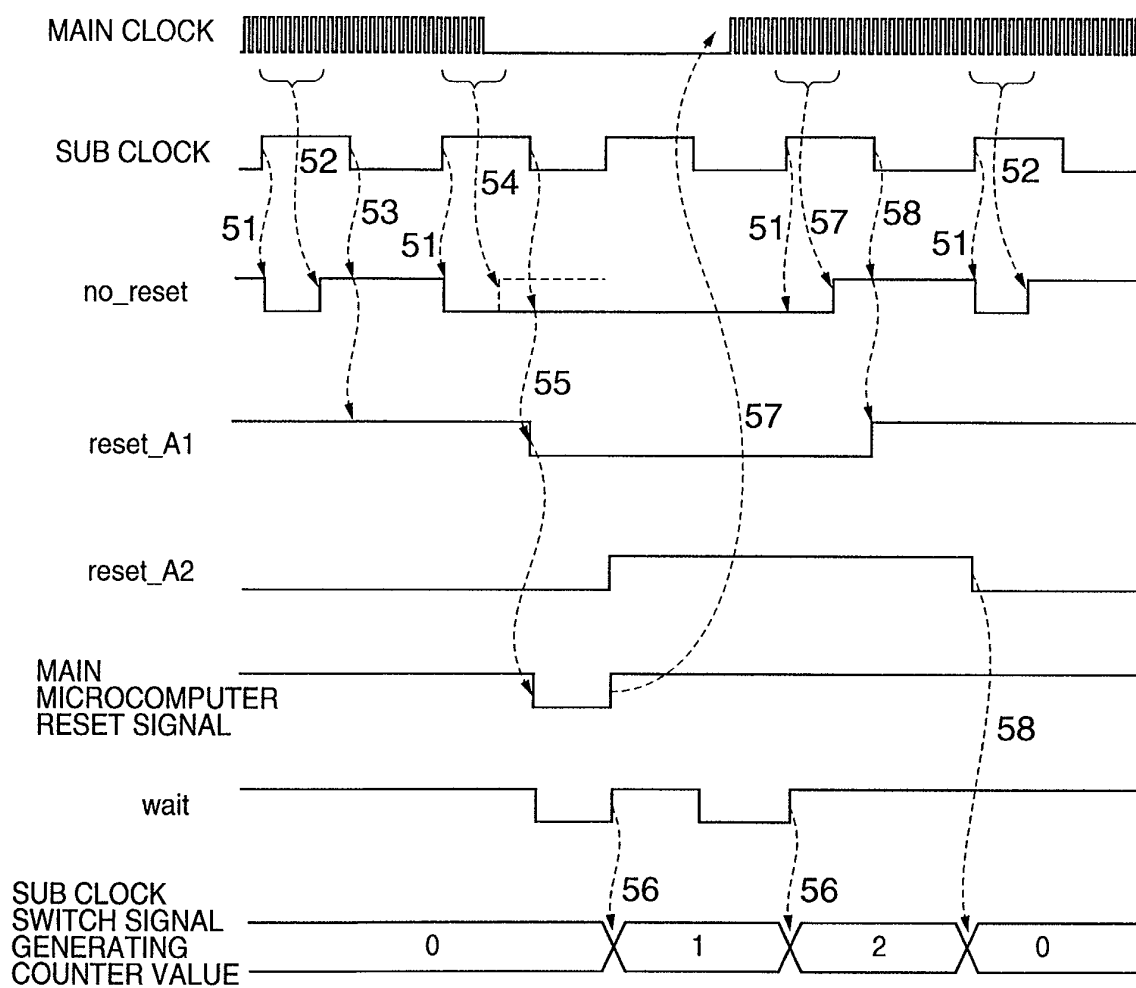 MAIN CLOCK
SUB CLOCK
52
54
52
51
53
51
51
57
58
51
no_reset
55
57
reset_A1
reset_A2
MAIN
MICROCOMPUTER
RESET SIGNAL
58
wait
56
56
SUB CLOCK
SWITCH SIGNAL
GENERATING
COUNTER VALUE
0
1
2
0